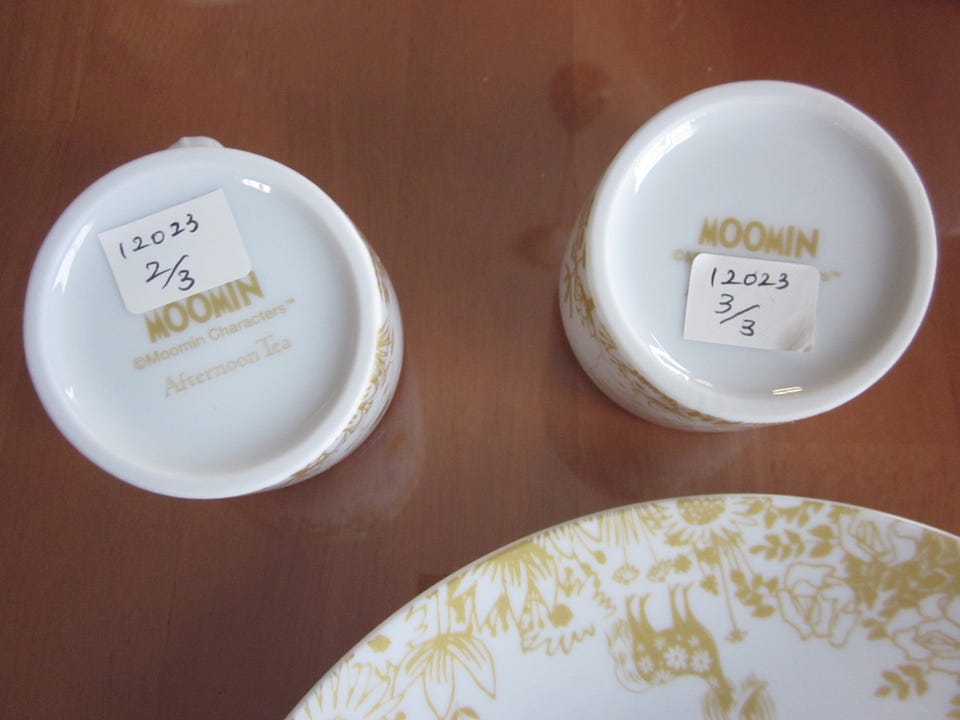 12023
2/3
MOOMIN
©Moomin Characters™
Afternoon Tea
MOOMIN
12023
3/3